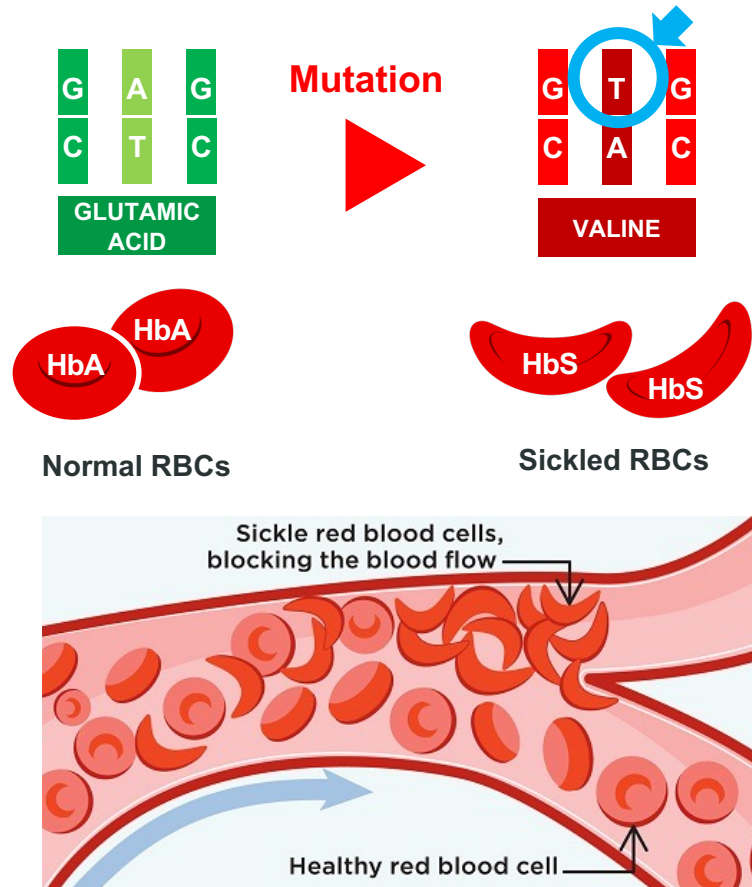 G A G
C T C
GLUTAMIC
ACID
Mutation
G T G
C A C
VALINE
HbA
HbA
Normal RBCs
HbS
HbS
Sickled RBCs
Sickle red blood cells,
blocking the blood flow
Healthy red blood cell